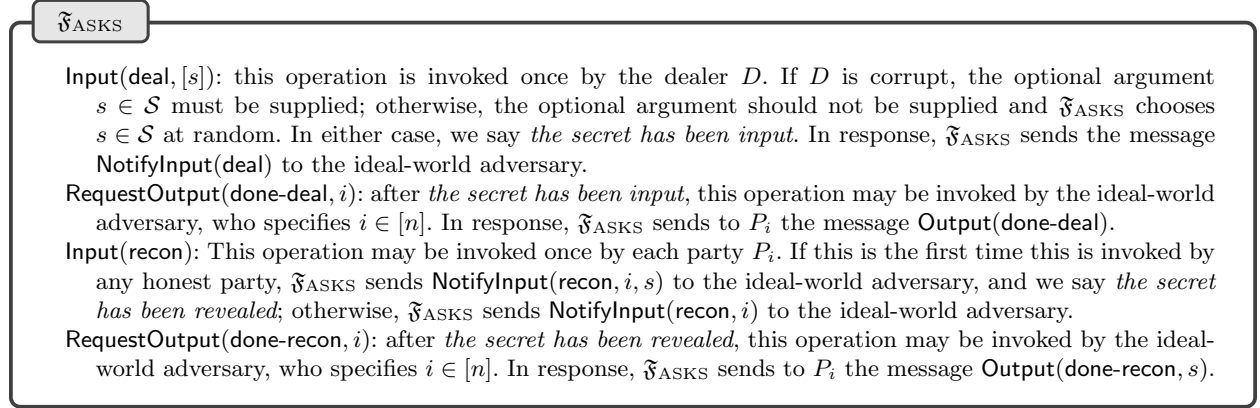 𝔉ASKS
Input(deal, [s]): this operation is invoked once by the dealer D. If D is corrupt, the optional argument
s ∈ 𝒮 must be supplied; otherwise, the optional argument should not be supplied and 𝔉ASKS chooses
s ∈ 𝒮 at random. In either case, we say the secret has been input. In response, 𝔉ASKS sends the message
NotifyInput(deal) to the ideal-world adversary.
RequestOutput(done-deal, i): after the secret has been input, this operation may be invoked by the ideal-world
adversary, who specifies i ∈ [n]. In response, 𝔉ASKS sends to Pᵢ the message Output(done-deal).
Input(recon): This operation may be invoked once by each party Pᵢ. If this is the first time this is invoked by
any honest party, 𝔉ASKS sends NotifyInput(recon, i, s) to the ideal-world adversary, and we say the secret
has been revealed; otherwise, 𝔉ASKS sends NotifyInput(recon, i) to the ideal-world adversary.
RequestOutput(done-recon, i): after the secret has been revealed, this operation may be invoked by the ideal-
world adversary, who specifies i ∈ [n]. In response, 𝔉ASKS sends to Pᵢ the message Output(done-recon, s).